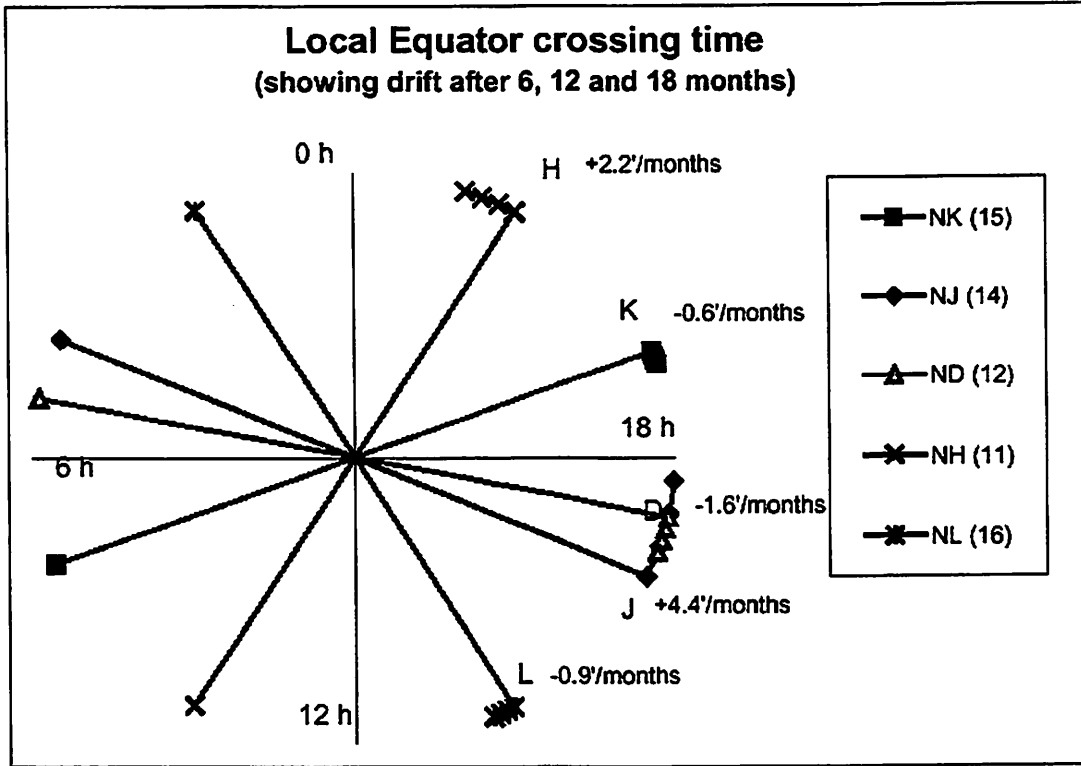 Local Equator crossing time
(showing drift after 6, 12 and 18 months)
0 h
H +2.2'/months
K -0.6'/months
18 h
6 h
D -1.6'/months
J +4.4'/months
L -0.9'/months
12 h
NK (15)
NJ (14)
ND (12)
NH (11)
NL (16)